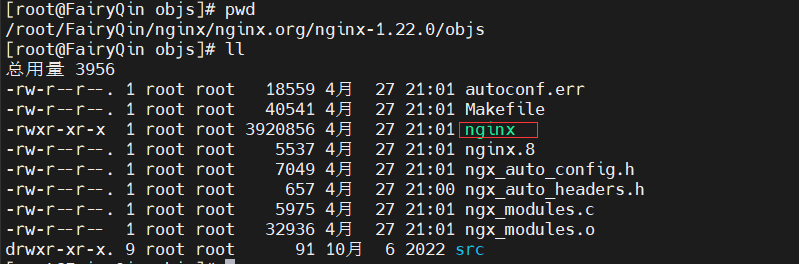 [root@FairyQin objs]# pwd
/root/FairyQin/nginx/nginx.org/nginx-1.22.0/objs
[root@FairyQin objs]# ll
总用量 3956
-rw-r--r--. 1 root root 18559 4月 27 21:01 autoconf.err
-rw-r--r--. 1 root root 40541 4月 27 21:01 Makefile
-rwxr-xr-x 1 root root 3920856 4月 27 21:01 nginx
-rw-r--r-- 1 root root 5537 4月 27 21:01 nginx.8
-rw-r--r--. 1 root root 7049 4月 27 21:01 ngx_auto_config.h
-rw-r--r--. 1 root root 657 4月 27 21:00 ngx_auto_headers.h
-rw-r--r--. 1 root root 5975 4月 27 21:01 ngx_modules.c
-rw-r--r-- 1 root root 32936 4月 27 21:01 ngx_modules.o
drwxr-xr-x. 9 root root 91 10月 6 2022 src